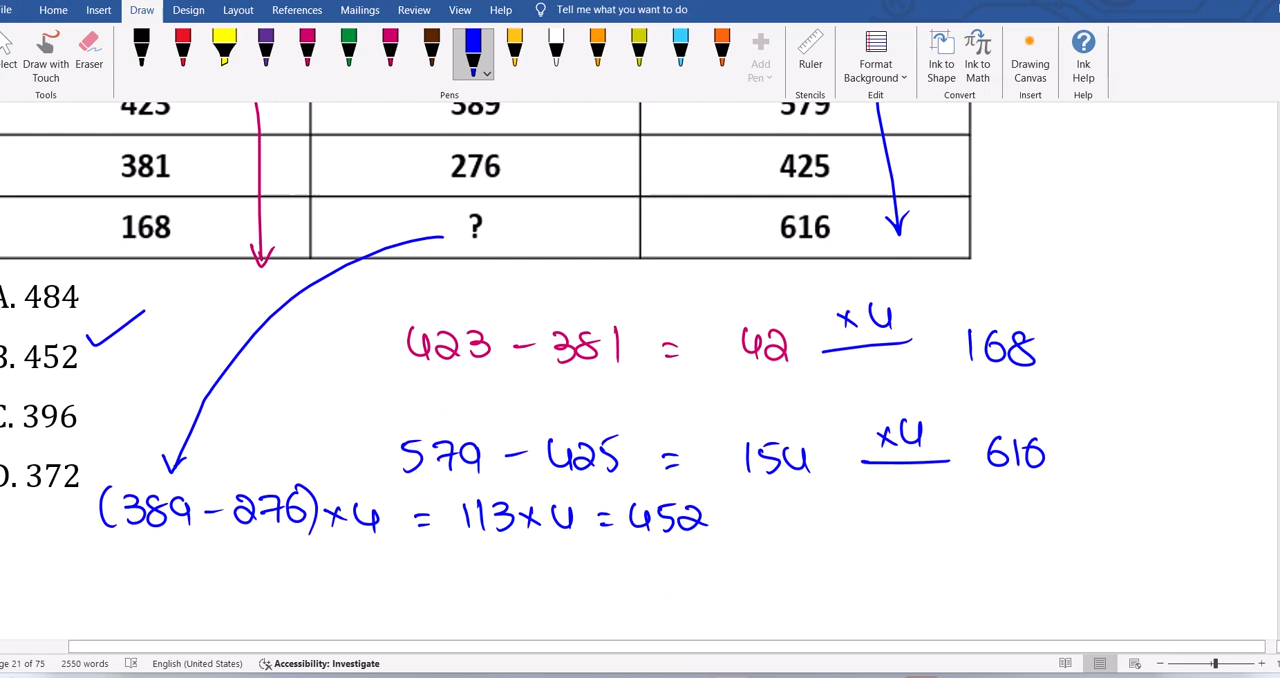 ile Home Insert Draw Design Layout References Mailings Review View Help Tell me what you want to do
lect Draw with Touch Eraser Add Pen Ruler Format Background Ink to Shape Ink to Math Drawing Canvas Ink Help
Tools Pens Stencils Edit Convert Insert Help
423 389 579
381 276 425
168 ? 616
A. 484
B. 452
C. 396
D. 372
423 - 381 = 42 ×4 168
579 - 425 = 154 ×4 616
(389 - 276) × 4 = 113 × 4 = 452
ge 21 of 75 2550 words English (United States) Accessibility: Investigate